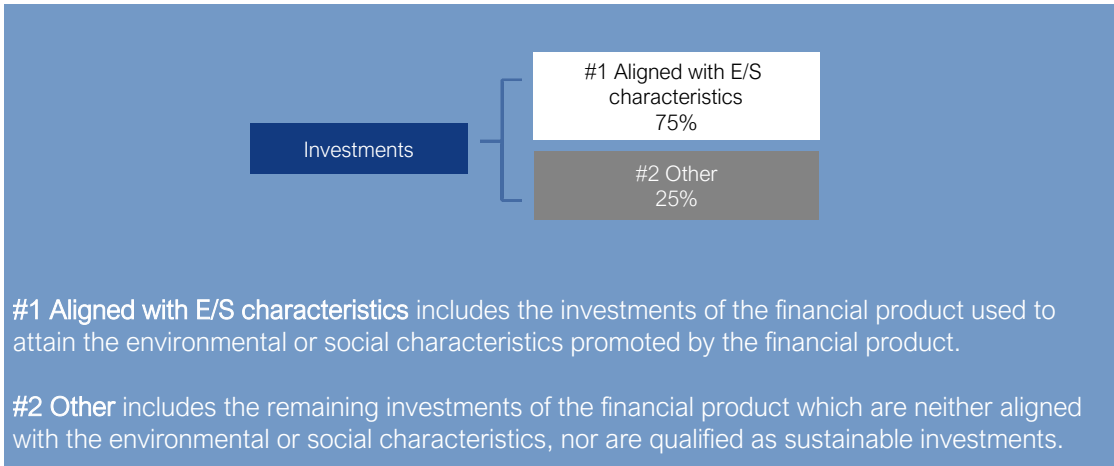 #1 Aligned with E/S
characteristics
75%
Investments
#2 Other
25%
#1 Aligned with E/S characteristics includes the investments of the financial product used to
attain the environmental or social characteristics promoted by the financial product.
#2 Other includes the remaining investments of the financial product which are neither aligned
with the environmental or social characteristics, nor are qualified as sustainable investments.